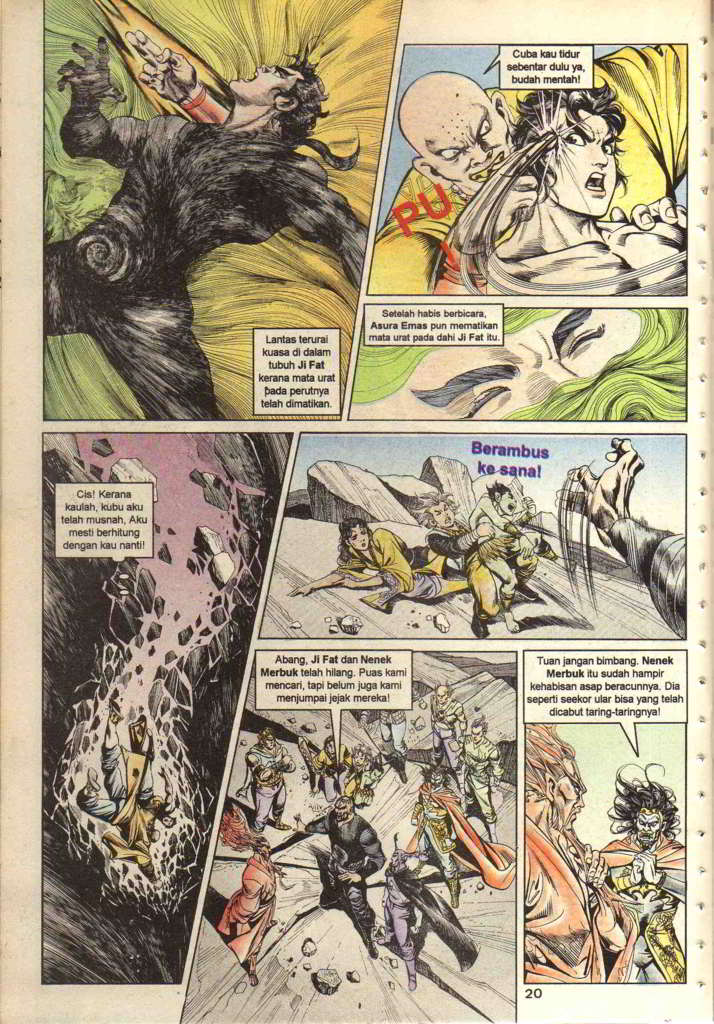 Lantas terurai
kuasa di dalam
tubuh Ji Fat
kerana mata urat
pada perutnya
telah dimatikan.
Cuba kau tidur
sebentar dulu ya,
budah mentah!
PU
!
Setelah habis berbicara,
Asura Emas pun mematikan
mata urat pada dahi Ji Fat itu.
Cis! Kerana
kaulah, kubu aku
telah musnah, Aku
mesti berhitung
dengan kau nanti!
Berambus
ke sana!
Abang, Ji Fat dan Nenek
Merbuk telah hilang. Puas kami
mencari, tapi belum juga kami
menjumpai jejak mereka!
Tuan jangan bimbang. Nenek
Merbuk itu sudah hampir
kehabisan asap beracunnya. Dia
seperti seekor ular bisa yang telah
dicabut taring-taringnya!
20